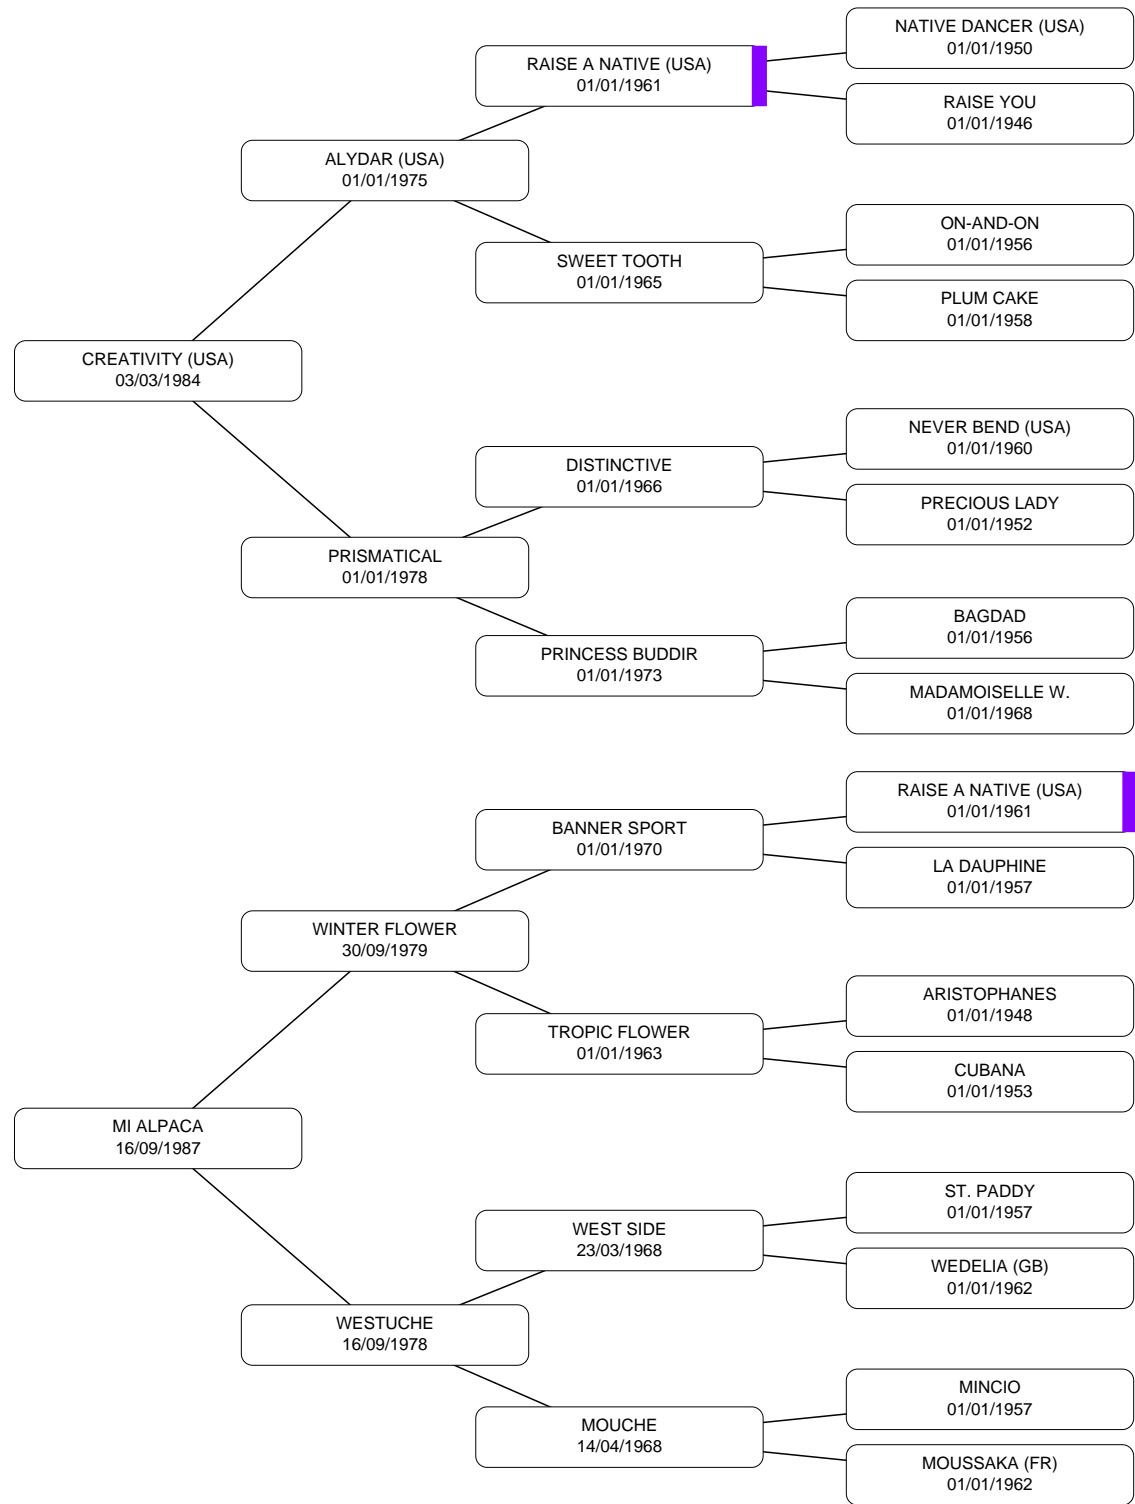 NATIVE DANCER (USA)
01/01/1950
RAISE A NATIVE (USA)
01/01/1961
RAISE YOU
01/01/1946
ALYDAR (USA)
01/01/1975
ON-AND-ON
01/01/1956
SWEET TOOTH
01/01/1965
PLUM CAKE
01/01/1958
CREATIVITY (USA)
03/03/1984
NEVER BEND (USA)
01/01/1960
DISTINCTIVE
01/01/1966
PRECIOUS LADY
01/01/1952
PRISMATICAL
01/01/1978
BAGDAD
01/01/1956
PRINCESS BUDDIR
01/01/1973
MADAMOISELLE W.
01/01/1968
RAISE A NATIVE (USA)
01/01/1961
BANNER SPORT
01/01/1970
LA DAUPHINE
01/01/1957
WINTER FLOWER
30/09/1979
ARISTOPHANES
01/01/1948
TROPIC FLOWER
01/01/1963
CUBANA
01/01/1953
MI ALPACA
16/09/1987
ST. PADDY
01/01/1957
WEST SIDE
23/03/1968
WEDELIA (GB)
01/01/1962
WESTUCHE
16/09/1978
MINCIO
01/01/1957
MOUCHE
14/04/1968
MOUSSAKA (FR)
01/01/1962